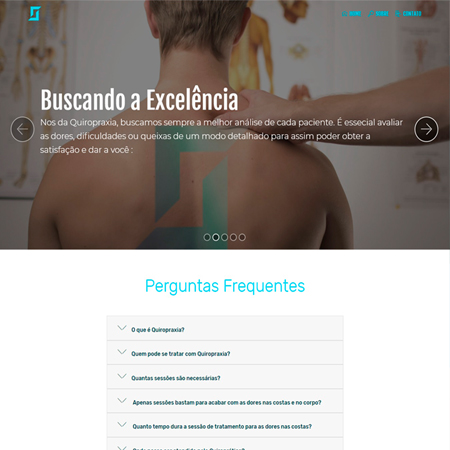 CONTATO
Buscando a Excelência
Nos da Quiropraxia, buscamos sempre a melhor análise de cada paciente. É essecial avaliar
as dores, dificuldades ou queixas de um modo detalhado para assim poder obter a
satisfação e dar a você :
Perguntas Frequentes
O que é Quiropraxia?
Quem pode se tratar com Quiropraxia?
Quantas sessões são necessárias?
Apenas sessões bastam para acabar com as dores nas costas e no corpo?
Quanto tempo dura a sessão de tratamento para as dores nas costas?